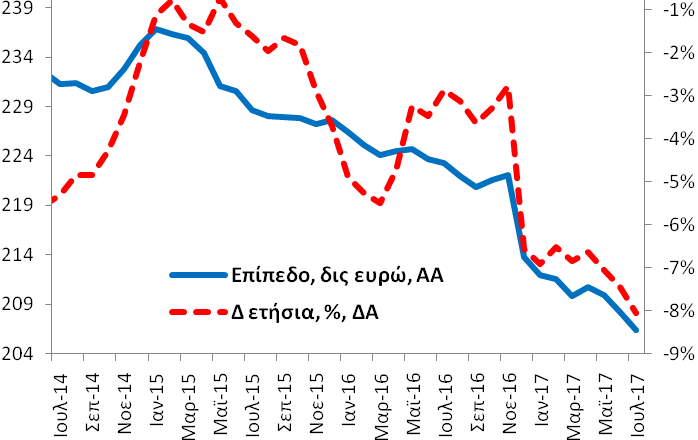 239
234
229
224
219
214
209
204
-1%
-2%
-3%
-4%
-5%
-6%
-7%
-8%
-9%
Επίπεδο, δις ευρώ, ΑΑ
Δ ετήσια, %, ΔΑ
Ιουλ-14
Σεπ-14
Νοε-14
Ιαν-15
Μαρ-15
Μαϊ-15
Ιουλ-15
Σεπ-15
Νοε-15
Ιαν-16
Μαρ-16
Μαϊ-16
Ιουλ-16
Σεπ-16
Νοε-16
Ιαν-17
Μαρ-17
Μαϊ-17
Ιουλ-17